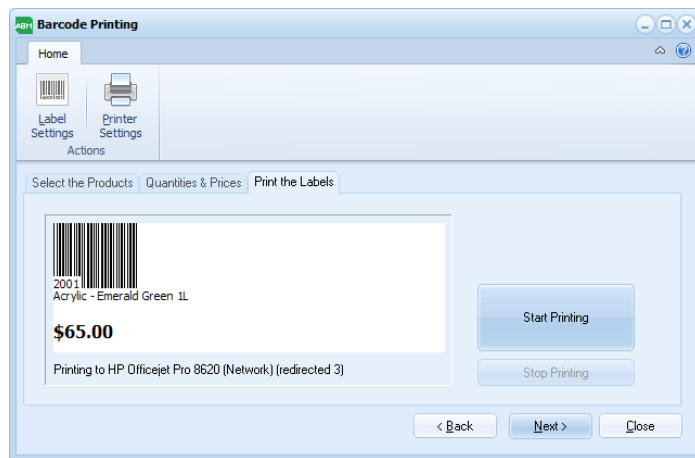 ABM Barcode Printing
Home
Label Settings
Printer Settings
Actions
Select the Products Quantities & Prices Print the Labels
2001
Acrylic - Emerald Green 1L
$65.00
Printing to HP Officejet Pro 8620 (Network) (redirected 3)
Start Printing
Stop Printing
< Back Next > Close